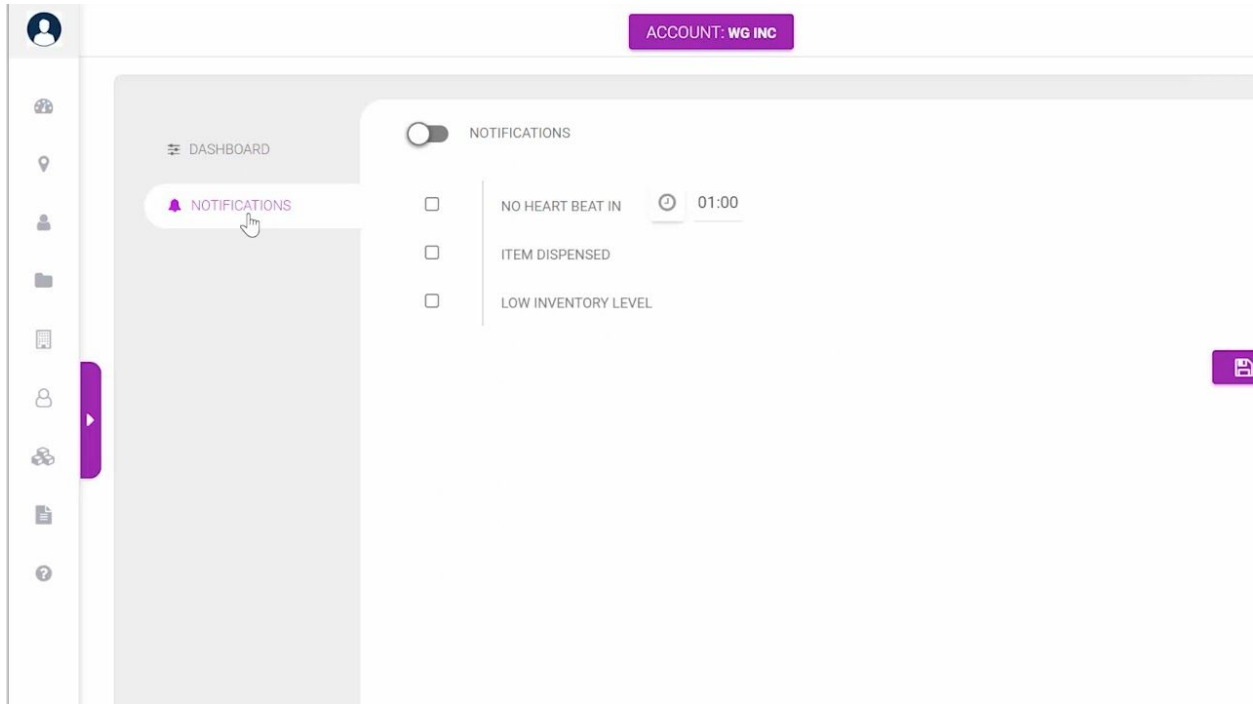 ACCOUNT: WG INC
DASHBOARD
NOTIFICATIONS
NOTIFICATIONS
NO HEART BEAT IN 01:00
ITEM DISPENSED
LOW INVENTORY LEVEL